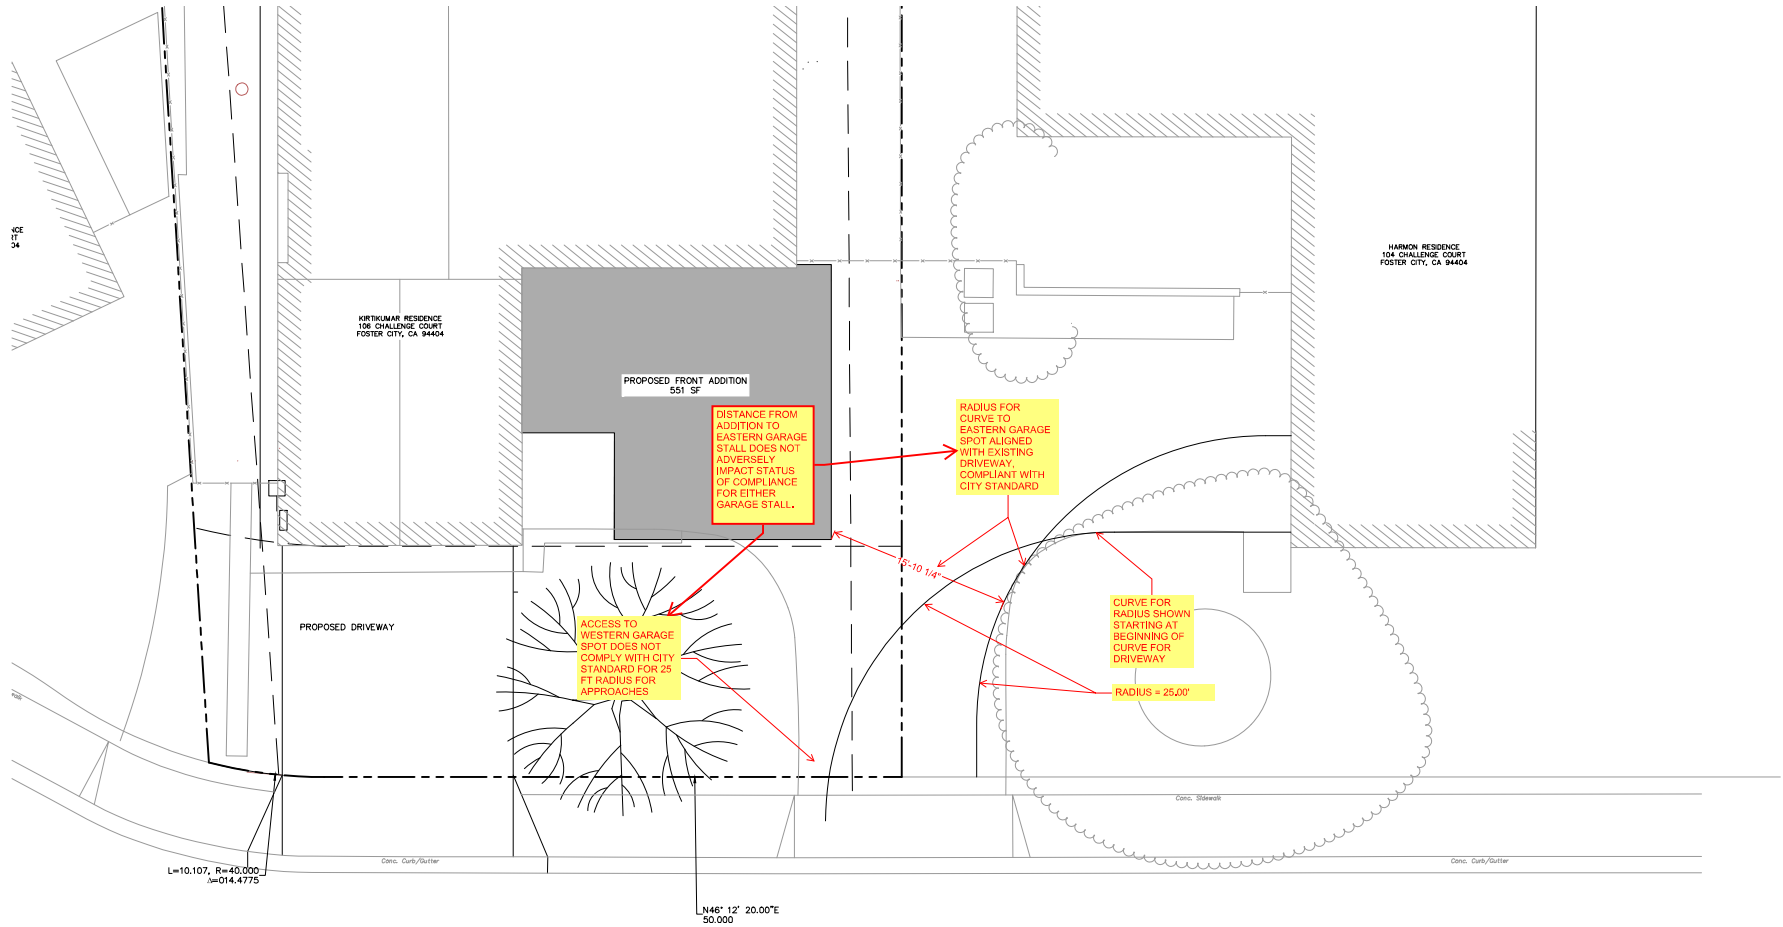 HARMON RESIDENCE
104 CHALLENGE COURT
FOSTER CITY, CA 94404
KIRTIKUMAR RESIDENCE
106 CHALLENGE COURT
FOSTER CITY, CA 94404
PROPOSED FRONT ADDITION
551 SF
DISTANCE FROM
ADDITION TO
EASTERN GARAGE
STALL DOES NOT
ADVERSELY
IMPACT STATUS
OF COMPLIANCE
FOR EITHER
GARAGE STALL.
RADIUS FOR
CURVE TO
EASTERN GARAGE
SPOT ALIGNED
WITH EXISTING
DRIVEWAY,
COMPLIANT WITH
CITY STANDARD
15'-10 1/4"
CURVE FOR
RADIUS SHOWN
STARTING AT
BEGINNING OF
CURVE FOR
DRIVEWAY
RADIUS = 25.00'
ACCESS TO
WESTERN GARAGE
SPOT DOES NOT
COMPLY WITH CITY
STANDARD FOR 25
FT RADIUS FOR
APPROACHES
PROPOSED DRIVEWAY
Conc. Sidewalk
Conc. Curb/Gutter
Conc. Curb/Gutter
L=10.107, R=40.000
Δ=014.4775
N46° 12' 20.00"E
50.000